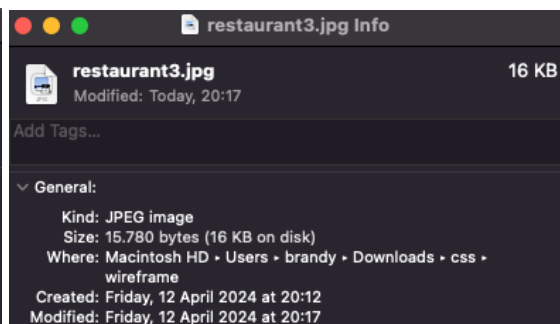 restaurant3.jpg Info
restaurant3.jpg 16 KB
Modified: Today, 20:17
Add Tags...
General:
Kind: JPEG image
Size: 15.780 bytes (16 KB on disk)
Where: Macintosh HD ▸ Users ▸ brandy ▸ Downloads ▸ css ▸
wireframe
Created: Friday, 12 April 2024 at 20:12
Modified: Friday, 12 April 2024 at 20:17